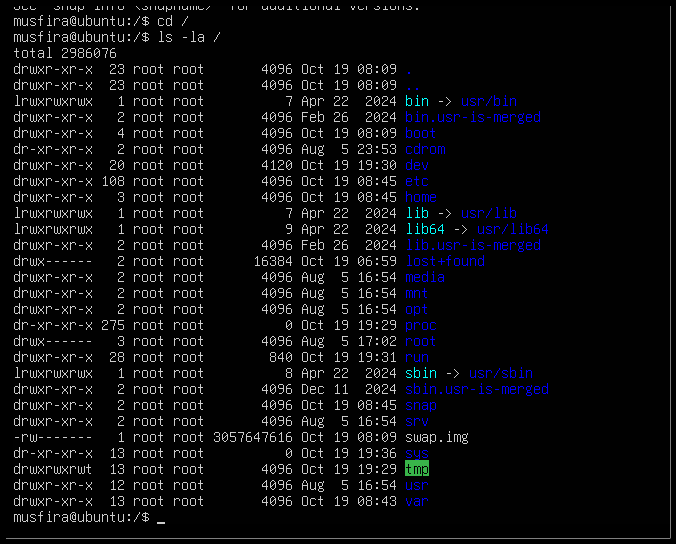 See 'snap info <snapname>' for additional versions.
musfira@ubuntu:/$ cd /
musfira@ubuntu:/$ ls -la /
total 2986076
drwxr-xr-x  23 root root       4096 Oct 19 08:09 .
drwxr-xr-x  23 root root       4096 Oct 19 08:09 ..
lrwxrwxrwx   1 root root          7 Apr 22  2024 bin -> usr/bin
drwxr-xr-x   2 root root       4096 Feb 26  2024 bin.usr-is-merged
drwxr-xr-x   4 root root       4096 Oct 19 08:09 boot
dr-xr-xr-x   2 root root       4096 Aug  5 23:53 cdrom
drwxr-xr-x  20 root root       4120 Oct 19 19:30 dev
drwxr-xr-x 108 root root       4096 Oct 19 08:45 etc
drwxr-xr-x   3 root root       4096 Oct 19 08:45 home
lrwxrwxrwx   1 root root          7 Apr 22  2024 lib -> usr/lib
lrwxrwxrwx   1 root root          9 Apr 22  2024 lib64 -> usr/lib64
drwxr-xr-x   2 root root       4096 Feb 26  2024 lib.usr-is-merged
drwx------   2 root root      16384 Oct 19 06:59 lost+found
drwxr-xr-x   2 root root       4096 Aug  5 16:54 media
drwxr-xr-x   2 root root       4096 Aug  5 16:54 mnt
drwxr-xr-x   2 root root       4096 Aug  5 16:54 opt
dr-xr-xr-x 275 root root          0 Oct 19 19:29 proc
drwx------   3 root root       4096 Aug  5 17:02 root
drwxr-xr-x  28 root root        840 Oct 19 19:31 run
lrwxrwxrwx   1 root root          8 Apr 22  2024 sbin -> usr/sbin
drwxr-xr-x   2 root root       4096 Dec 11  2024 sbin.usr-is-merged
drwxr-xr-x   2 root root       4096 Oct 19 08:45 snap
drwxr-xr-x   2 root root       4096 Aug  5 16:54 srv
-rw-------   1 root root 3057647616 Oct 19 08:09 swap.img
dr-xr-xr-x  13 root root          0 Oct 19 19:36 sys
drwxrwxrwt  13 root root       4096 Oct 19 19:29 tmp
drwxr-xr-x  12 root root       4096 Aug  5 16:54 usr
drwxr-xr-x  13 root root       4096 Oct 19 08:43 var
musfira@ubuntu:/$ _